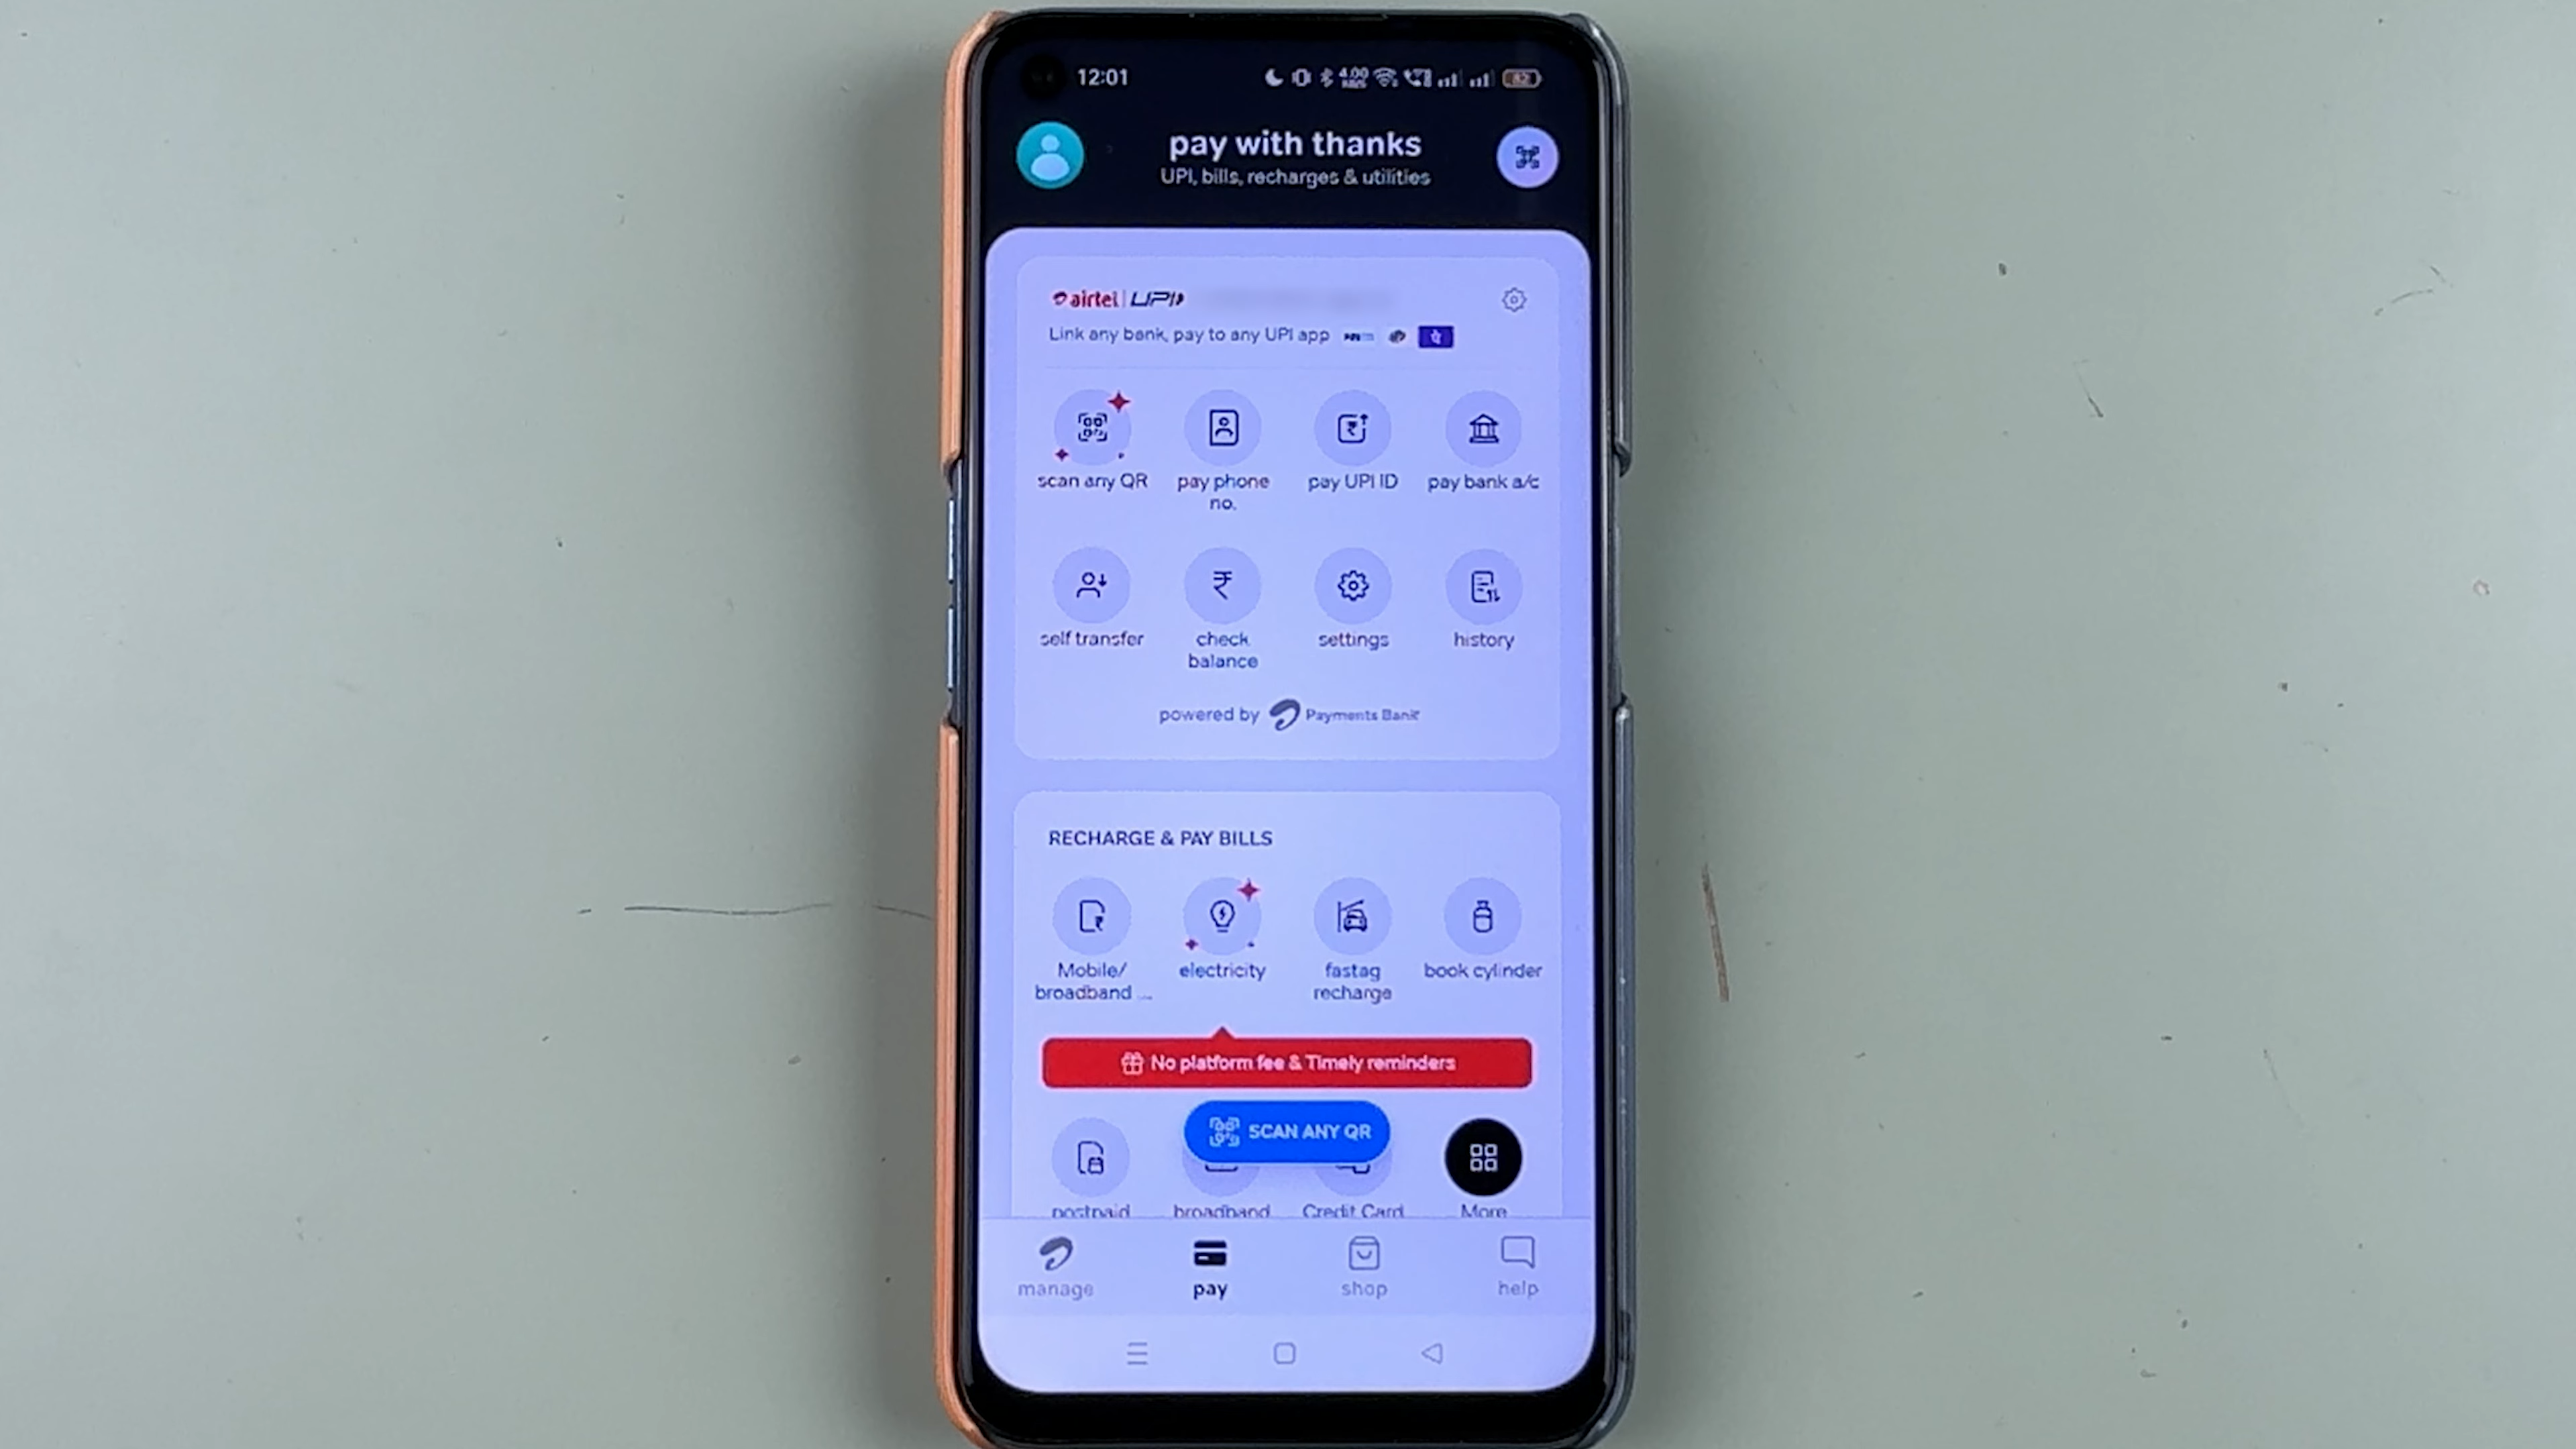 12:01
4.00
82
pay with thanks
UPI, bills, recharges & utilities
airtel | UPI
Link any bank, pay to any UPI app
scan any QR
pay phone no.
pay UPI ID
pay bank a/c
self transfer
check balance
settings
history
powered by Payments Bank
RECHARGE & PAY BILLS
Mobile/ broadband ...
electricity
fastag recharge
book cylinder
No platform fee & Timely reminders
SCAN ANY QR
postpaid
broadband
Credit Card
More
manage
pay
shop
help